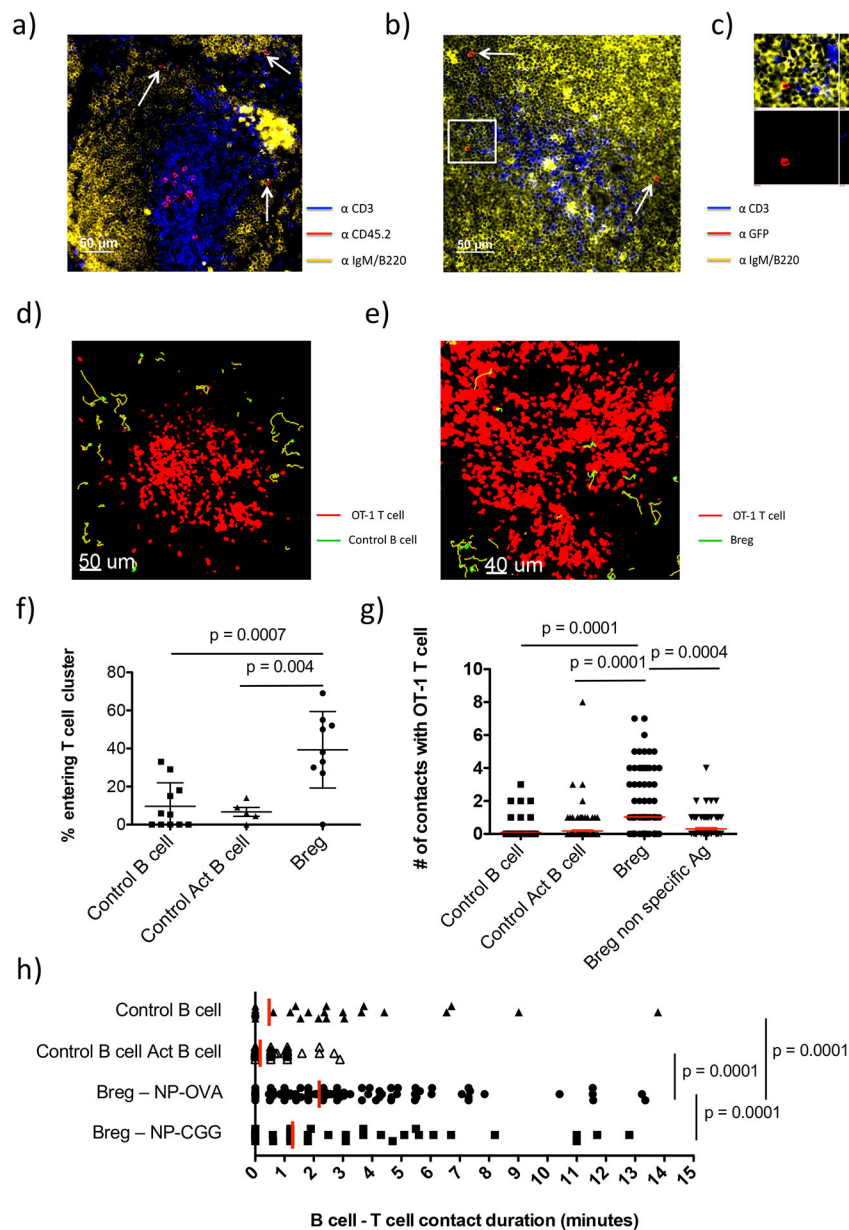 a)
b)
c)
50 µm
50 µm
α CD3
α CD45.2
α IgM/B220
α CD3
α GFP
α IgM/B220
d)
e)
50 um
OT-1 T cell
Control B cell
40 um
OT-1 T cell
Breg
f)
p = 0.0007
p = 0.004
% entering T cell cluster
80
60
40
20
0
Control B cell
Control Act B cell
Breg
g)
p = 0.0001
p = 0.0001
p = 0.0004
# of contacts with OT-1 T cell
10
8
6
4
2
0
Control B cell
Control Act B cell
Breg
Breg non specific Ag
h)
Control B cell
Control B cell Act B cell
Breg – NP-OVA
Breg – NP-CGG
p = 0.0001
p = 0.0001
p = 0.0001
0 1 2 3 4 5 6 7 8 9 10 11 12 13 14 15
B cell - T cell contact duration (minutes)